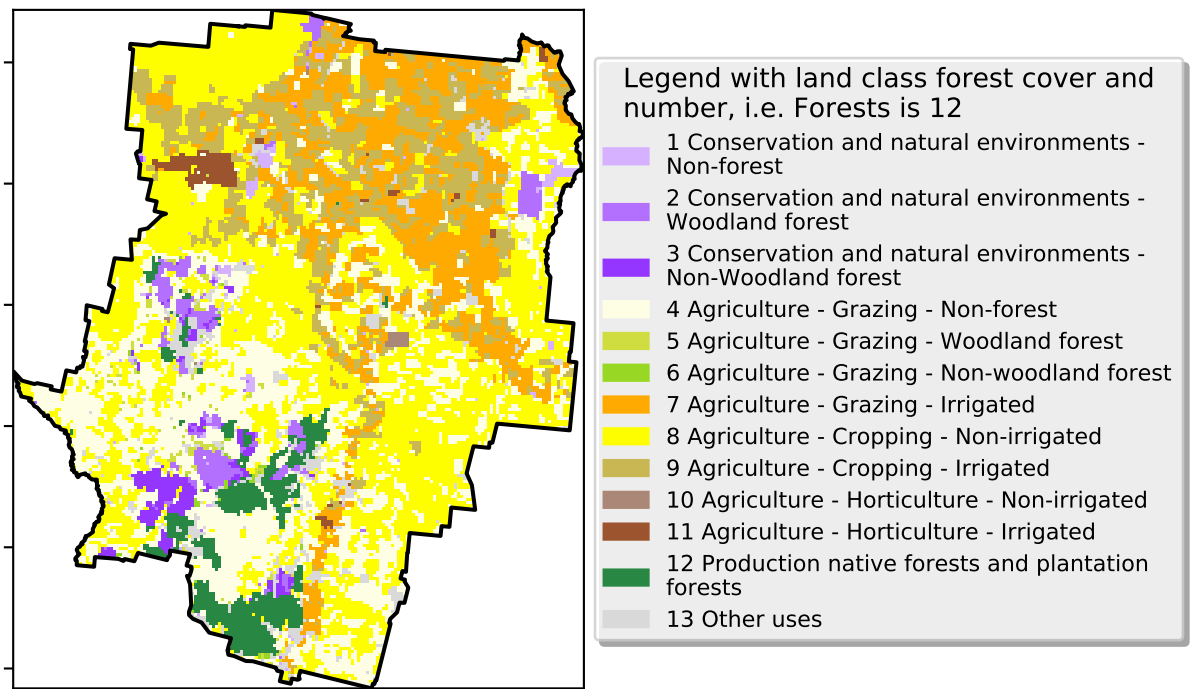 Legend with land class forest cover and
number, i.e. Forests is 12
1 Conservation and natural environments -
Non-forest
2 Conservation and natural environments -
Woodland forest
3 Conservation and natural environments -
Non-Woodland forest
4 Agriculture - Grazing - Non-forest
5 Agriculture - Grazing - Woodland forest
6 Agriculture - Grazing - Non-woodland forest
7 Agriculture - Grazing - Irrigated
8 Agriculture - Cropping - Non-irrigated
9 Agriculture - Cropping - Irrigated
10 Agriculture - Horticulture - Non-irrigated
11 Agriculture - Horticulture - Irrigated
12 Production native forests and plantation
forests
13 Other uses